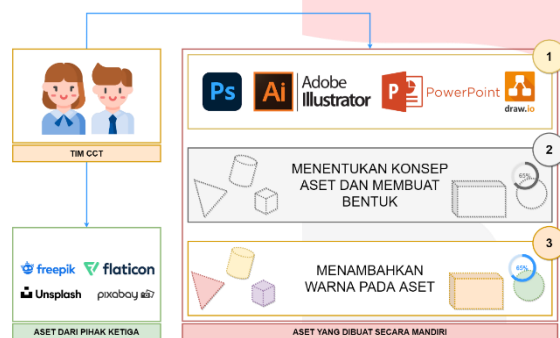 TIM CCT
freepik
flaticon
Unsplash
pixabay
ASET DARI PIHAK KETIGA
1
Ps
Ai
Adobe
Illustrator
P
PowerPoint
draw.io
2
MENENTUKAN KONSEP
ASET DAN MEMBUAT
BENTUK
65%
3
MENAMBAHKAN
WARNA PADA ASET
65%
ASET YANG DIBUAT SECARA MANDIRI